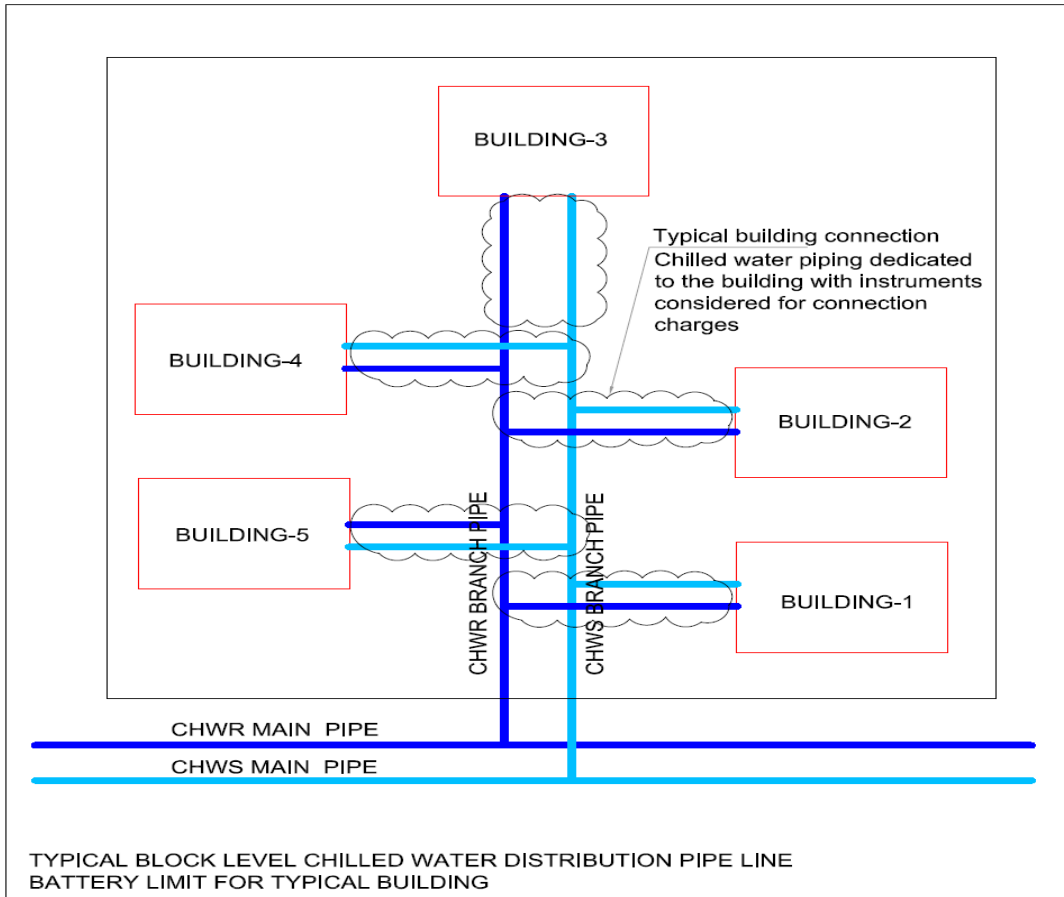 BUILDING-3
Typical building connection
Chilled water piping dedicated
to the building with instruments
considered for connection
charges
BUILDING-4
BUILDING-2
BUILDING-5
CHWR BRANCH PIPE
CHWS BRANCH PIPE
BUILDING-1
CHWR MAIN PIPE
CHWS MAIN PIPE
TYPICAL BLOCK LEVEL CHILLED WATER DISTRIBUTION PIPE LINE
BATTERY LIMIT FOR TYPICAL BUILDING